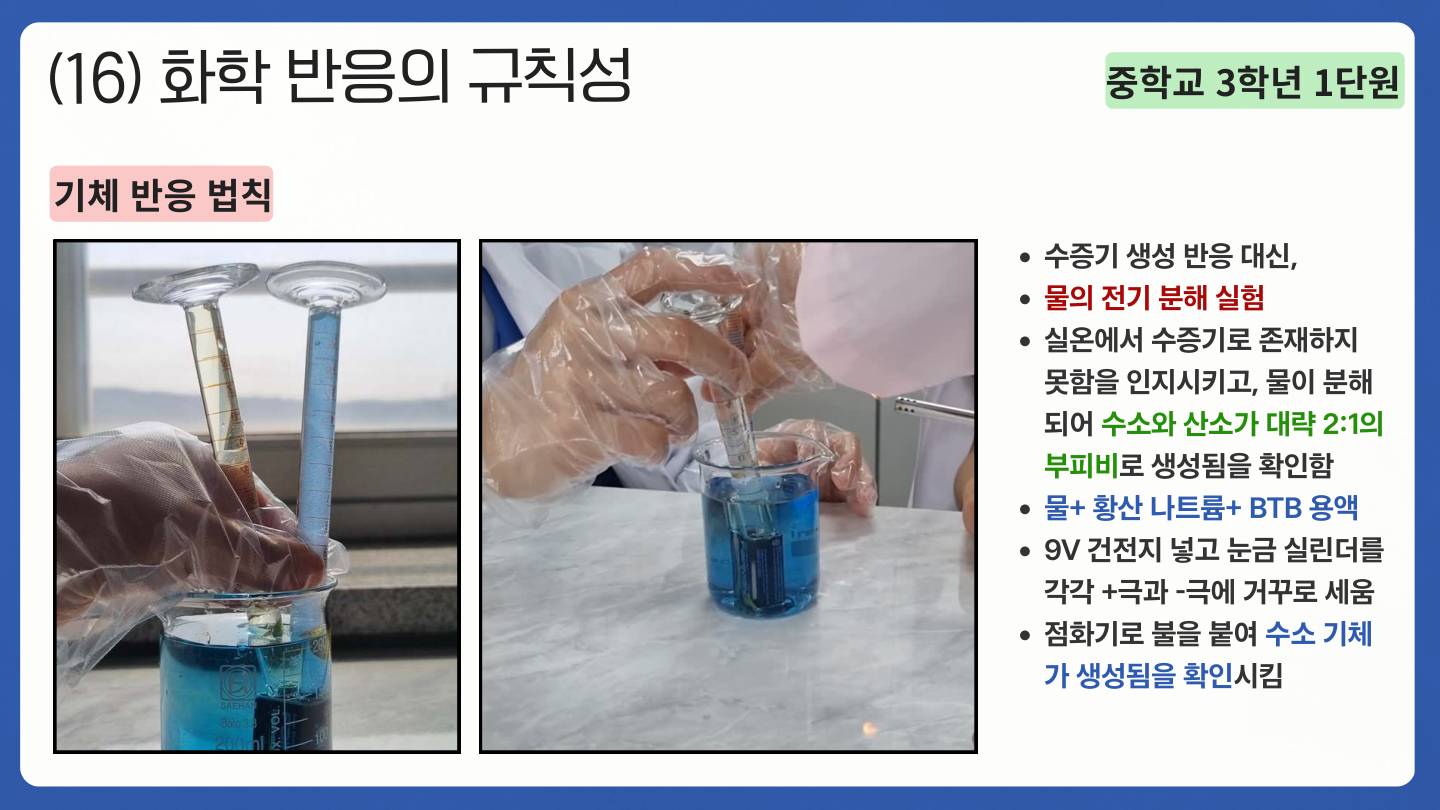 (16) 화학 반응의 규칙성
중학교 3학년 1단원
기체 반응 법칙
SAEHAN
200ml
• 수증기 생성 반응 대신,
• 물의 전기 분해 실험
• 실온에서 수증기로 존재하지
못함을 인지시키고, 물이 분해
되어 수소와 산소가 대략 2:1의
부피비로 생성됨을 확인함
• 물+ 황산 나트륨+ BTB 용액
• 9V 건전지 넣고 눈금 실린더를
각각 +극과 -극에 거꾸로 세움
• 점화기로 불을 붙여 수소 기체
가 생성됨을 확인시킴